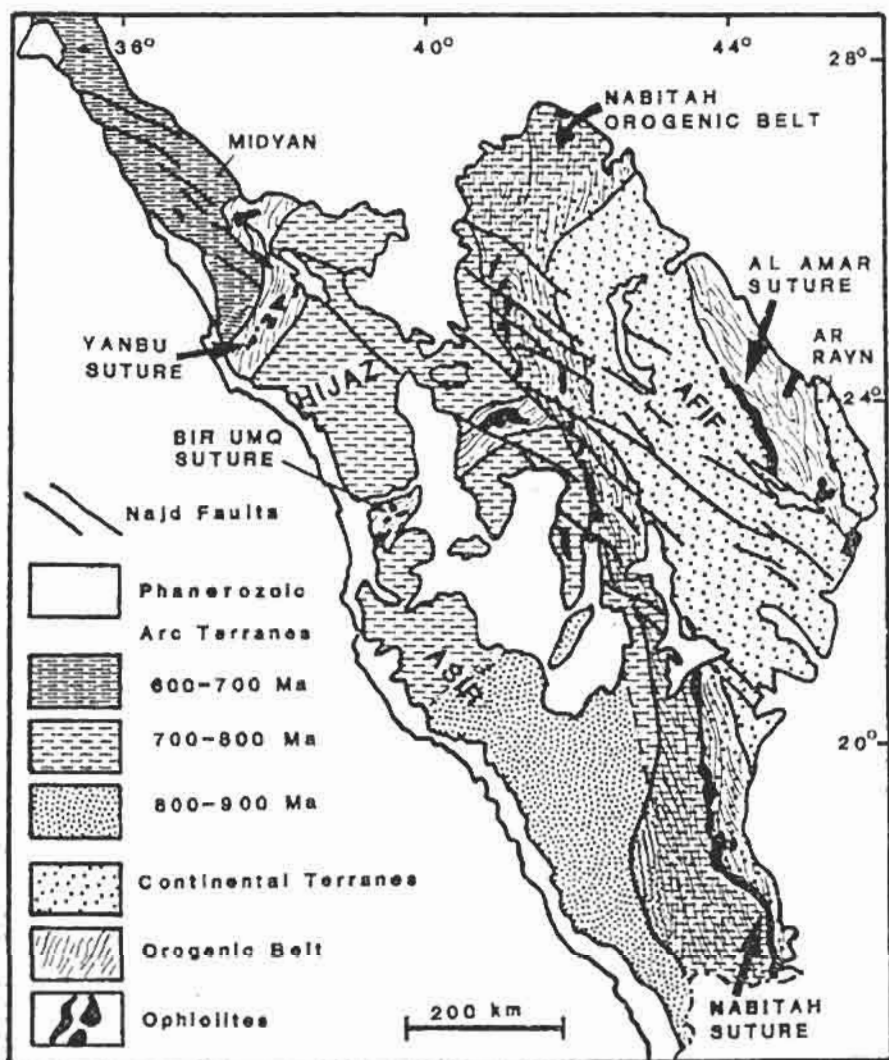 36°
40°
44°
28°
NABITAH
OROGENIC BELT
MIDYAN
AL AMAR
SUTURE
AR
RAYN
YANBU
SUTURE
HIJAZ
AFIF
24°
BIR UMQ
SUTURE
Najd Faults
Phanerozoic
Arc Terranes
600-700 Ma
700-800 Ma
800-900 Ma
ASIR
20°
Continental Terranes
Orogenic Belt
Ophiolites
200 km
NABITAH
SUTURE